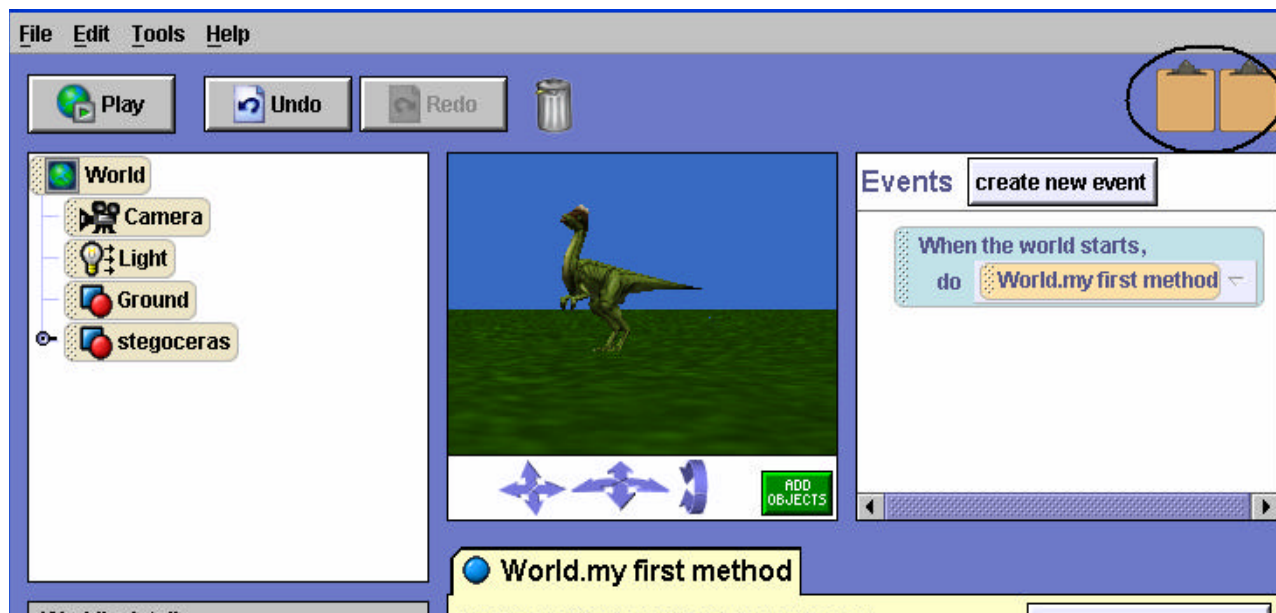 File Edit Tools Help
Play Undo Redo
World
Camera
Light
Ground
stegoceras
ADD
OBJECTS
Events create new event
When the world starts,
do World.my first method
World.my first method